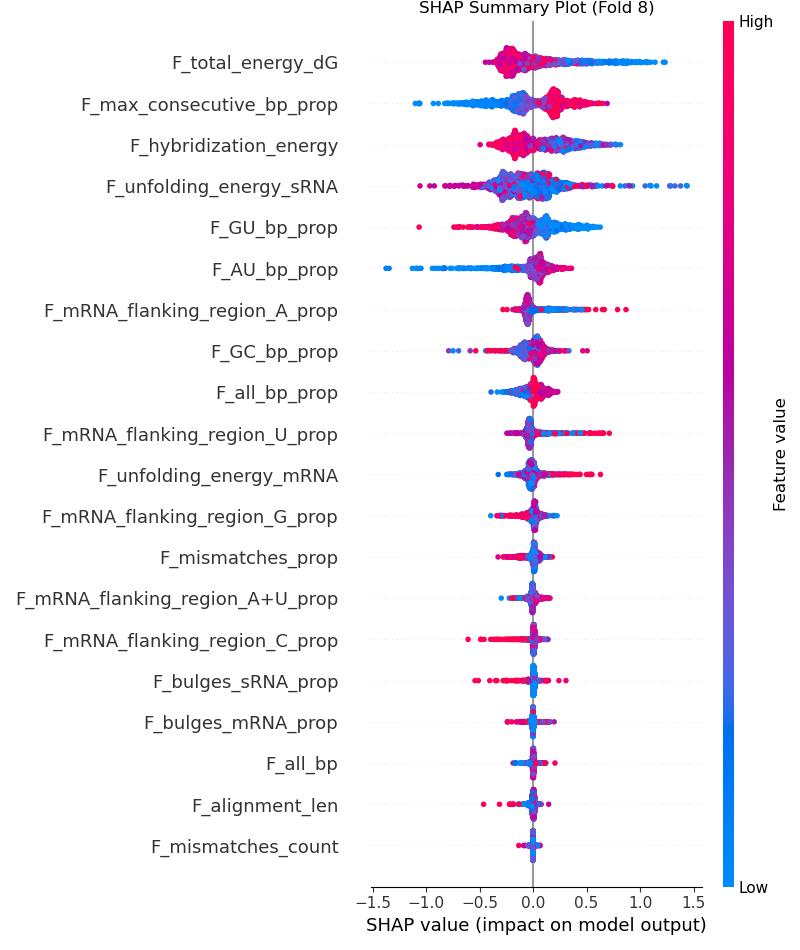 SHAP Summary Plot (Fold 8)
High
F_total_energy_dG
F_max_consecutive_bp_prop
F_hybridization_energy
F_unfolding_energy_sRNA
F_GU_bp_prop
F_AU_bp_prop
F_mRNA_flanking_region_A_prop
F_GC_bp_prop
F_all_bp_prop
F_mRNA_flanking_region_U_prop
F_unfolding_energy_mRNA
F_mRNA_flanking_region_G_prop
F_mismatches_prop
F_mRNA_flanking_region_A+U_prop
F_mRNA_flanking_region_C_prop
F_bulges_sRNA_prop
F_bulges_mRNA_prop
F_all_bp
F_alignment_len
F_mismatches_count
Feature value
Low
−1.5 −1.0 −0.5 0.0 0.5 1.0 1.5
SHAP value (impact on model output)